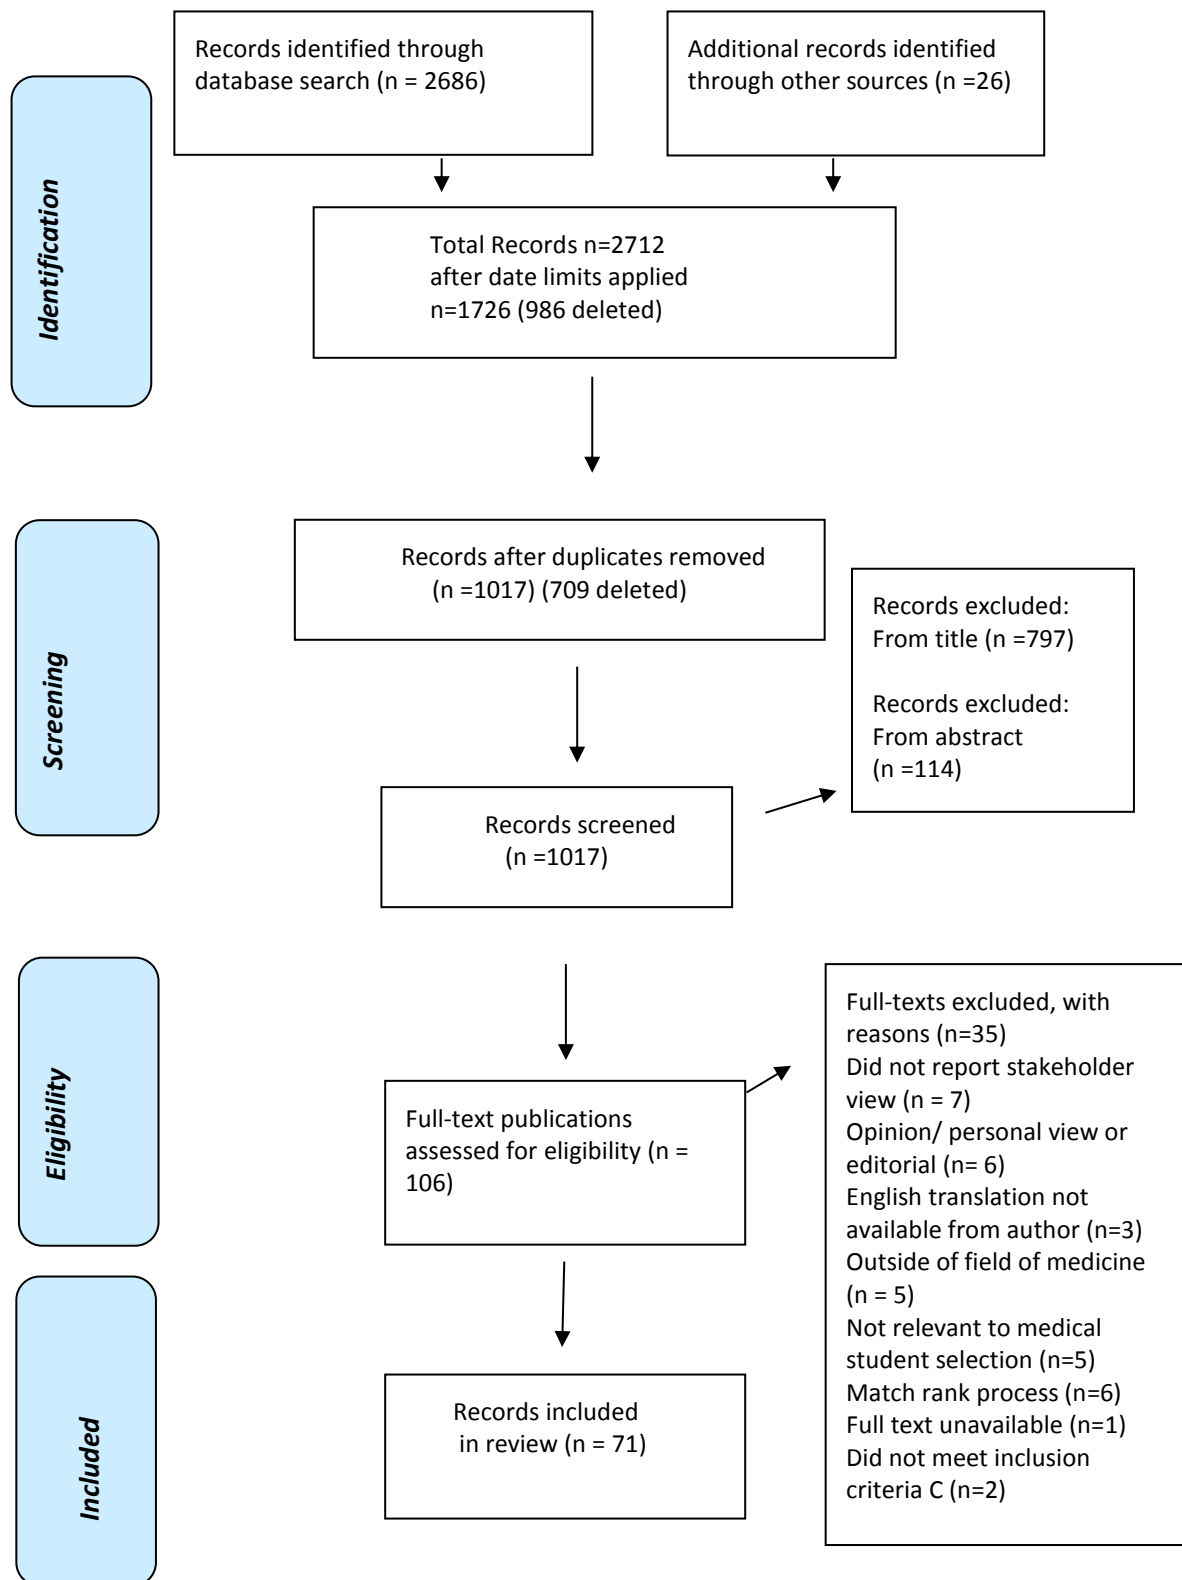 Records identified through
database search (n = 2686)
Additional records identified
through other sources (n =26)
Identification
Total Records n=2712
after date limits applied
n=1726 (986 deleted)
Screening
Records after duplicates removed
(n =1017) (709 deleted)
Records excluded:
From title (n =797)
Records excluded:
From abstract
(n =114)
Records screened
(n =1017)
Eligibility
Full-text publications
assessed for eligibility (n =
106)
Full-texts excluded, with
reasons (n=35)
Did not report stakeholder
view (n = 7)
Opinion/ personal view or
editorial (n= 6)
English translation not
available from author (n=3)
Outside of field of medicine
(n = 5)
Not relevant to medical
student selection (n=5)
Match rank process (n=6)
Full text unavailable (n=1)
Did not meet inclusion
criteria C (n=2)
Included
Records included
in review (n = 71)